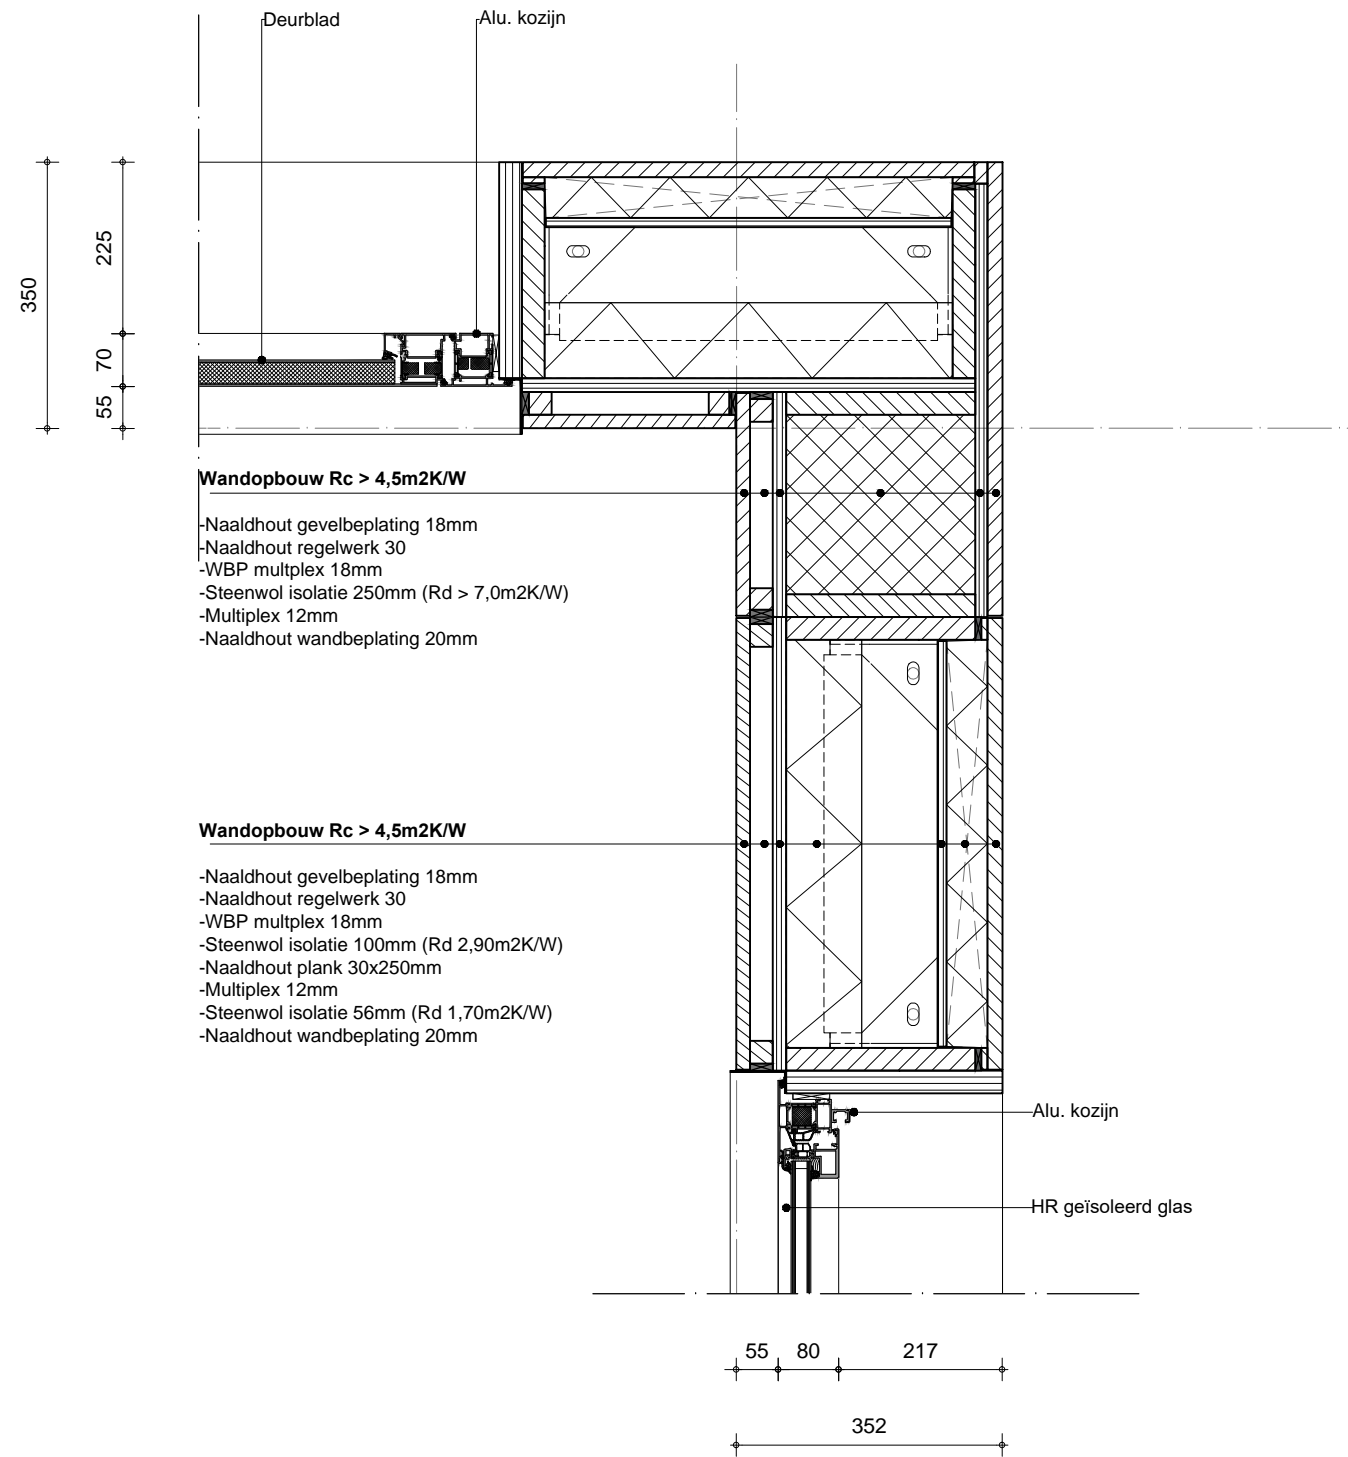 Deurblad
Alu. kozijn
225
350
70
55
Wandopbouw Rc > 4,5m2K/W
-Naaldhout gevelbeplating 18mm
-Naaldhout regelwerk 30
-WBP multplex 18mm
-Steenwol isolatie 250mm (Rd > 7,0m2K/W)
-Multiplex 12mm
-Naaldhout wandbeplating 20mm
Wandopbouw Rc > 4,5m2K/W
-Naaldhout gevelbeplating 18mm
-Naaldhout regelwerk 30
-WBP multplex 18mm
-Steenwol isolatie 100mm (Rd 2,90m2K/W)
-Naaldhout plank 30x250mm
-Multiplex 12mm
-Steenwol isolatie 56mm (Rd 1,70m2K/W)
-Naaldhout wandbeplating 20mm
Alu. kozijn
HR geïsoleerd glas
55 80 217
352